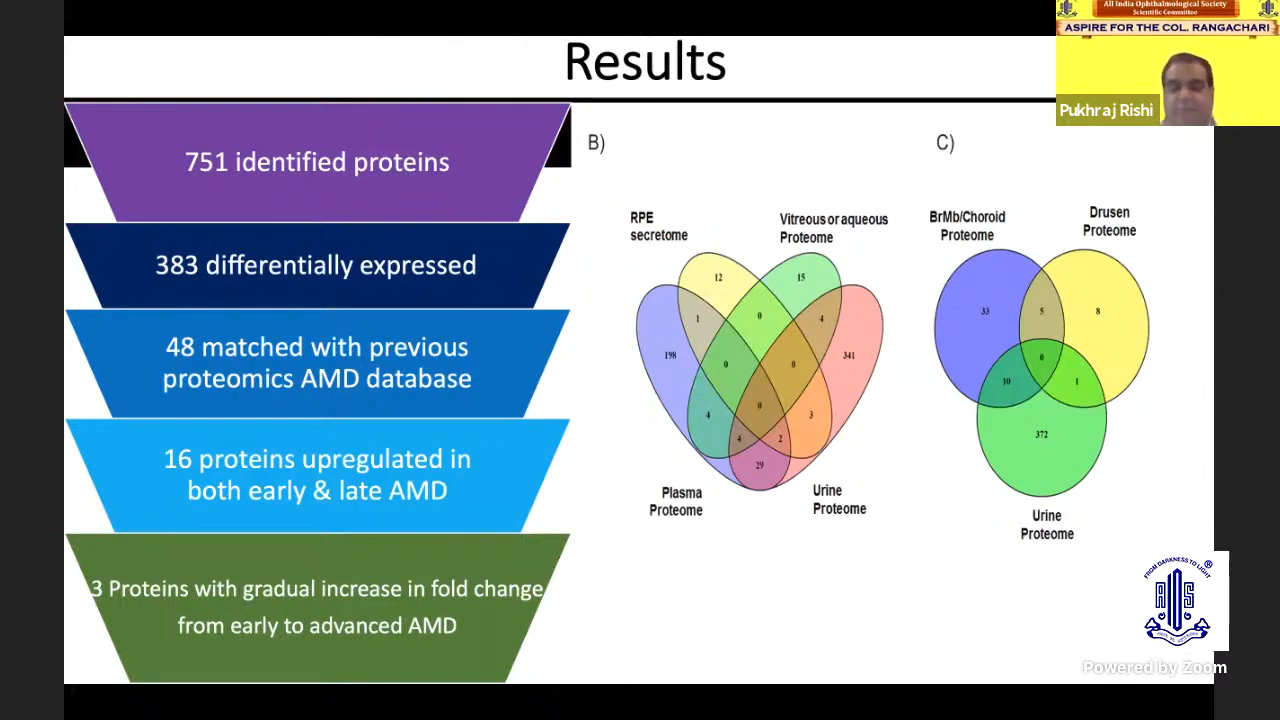 All India Ophthalmological Society
Scientific Committee
ASPIRE FOR THE COL. RANGACHARI
Pukhraj Rishi
Results
751 identified proteins
383 differentially expressed
48 matched with previous
proteomics AMD database
16 proteins upregulated in
both early & late AMD
3 Proteins with gradual increase in fold change
from early to advanced AMD
B)
RPE
secretome
Vitreous or aqueous
Proteome
12
15
1
0
4
198
341
0
0
0
4
3
4
2
29
Plasma
Proteome
Urine
Proteome
C)
BrMb/Choroid
Proteome
Drusen
Proteome
33
5
8
0
10
1
372
Urine
Proteome
FROM DARKNESS TO LIGHT
®
Powered by Zoom